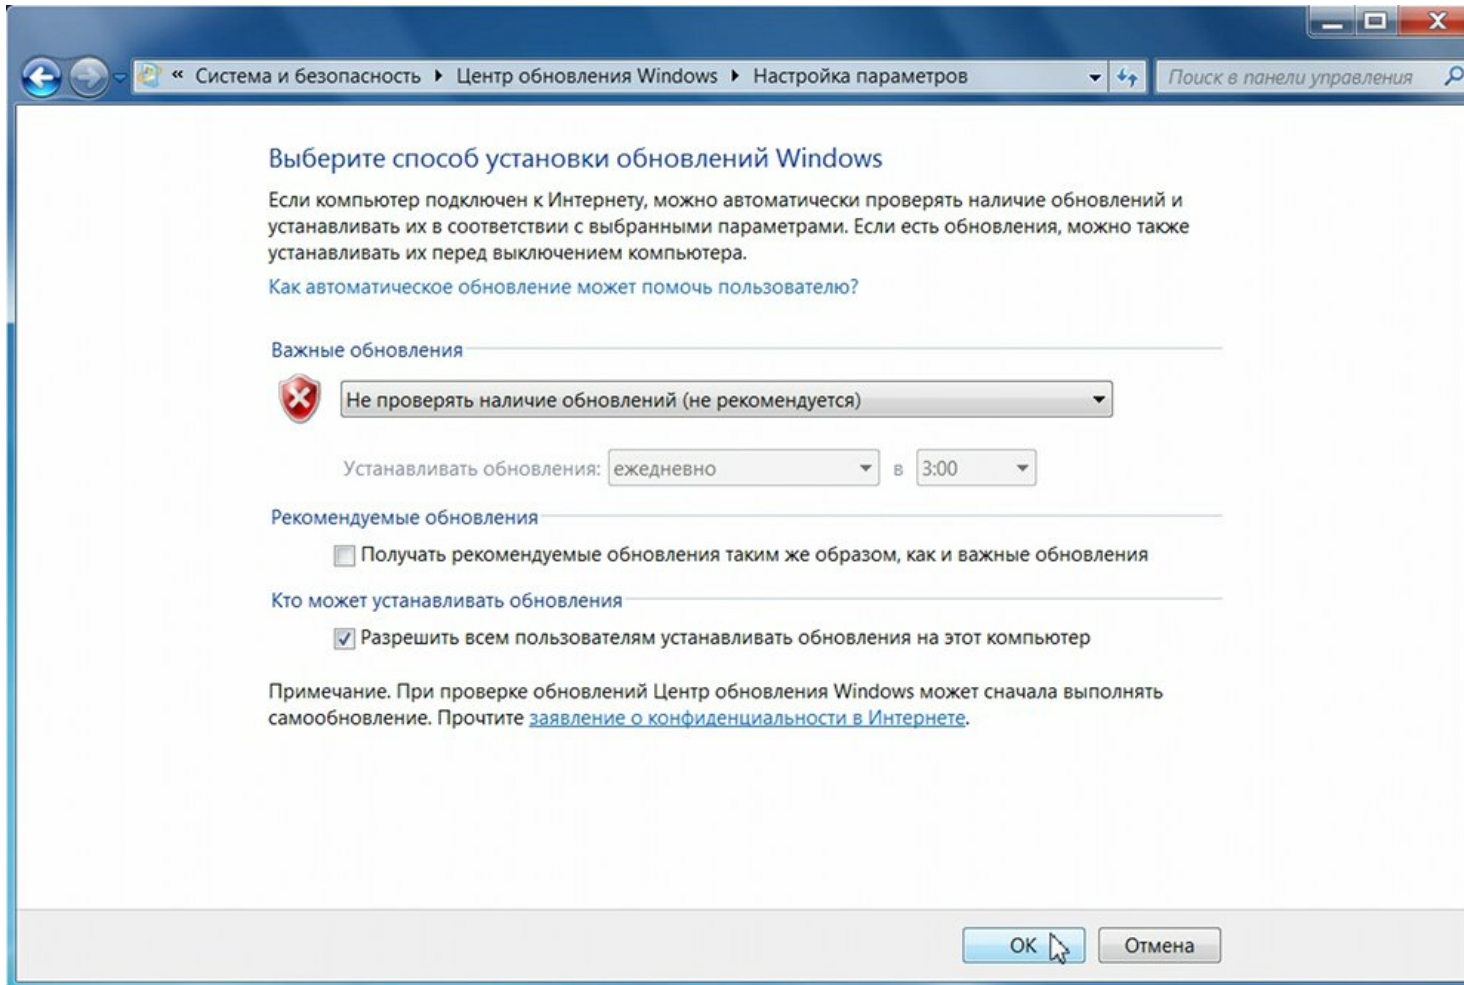 « Система и безопасность ▸ Центр обновления Windows ▸ Настройка параметров
Поиск в панели управления
Выберите способ установки обновлений Windows
Если компьютер подключен к Интернету, можно автоматически проверять наличие обновлений и
устанавливать их в соответствии с выбранными параметрами. Если есть обновления, можно также
устанавливать их перед выключением компьютера.
Как автоматическое обновление может помочь пользователю?
Важные обновления
Не проверять наличие обновлений (не рекомендуется)
Устанавливать обновления: ежедневно в 3:00
Рекомендуемые обновления
Получать рекомендуемые обновления таким же образом, как и важные обновления
Кто может устанавливать обновления
Разрешить всем пользователям устанавливать обновления на этот компьютер
Примечание. При проверке обновлений Центр обновления Windows может сначала выполнять
самообновление. Прочтите заявление о конфиденциальности в Интернете.
ОК Отмена